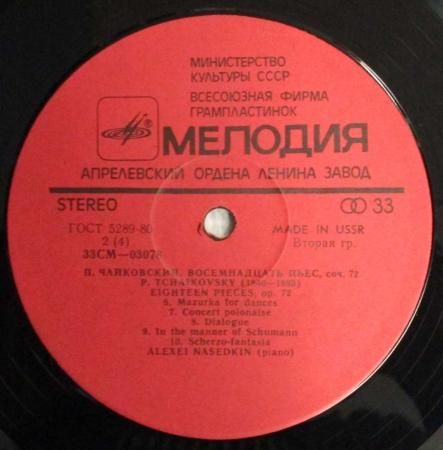 МИНИСТЕРСТВО
КУЛЬТУРЫ СССР
ВСЕСОЮЗНАЯ ФИРМА
ГРАМПЛАСТИНОК
МЕЛОДИЯ
АПРЕЛЕВСКИЙ ОРДЕНА ЛЕНИНА ЗАВОД
STEREO 33
ГОСТ 5289-80 MADE IN USSR
2 (4) Вторая гр.
33СМ—03078
П. ЧАЙКОВСКИЙ. ВОСЕМНАДЦАТЬ ПЬЕС, соч. 72
P. TCHAIKOVSKY (1840—1893)
EIGHTEEN PIECES, op. 72
6. Mazurka for dances
7. Concert polonaise
8. Dialogue
9. In the manner of Schumann
10. Scherzo-fantasia
ALEXEI NASEDKIN (piano)